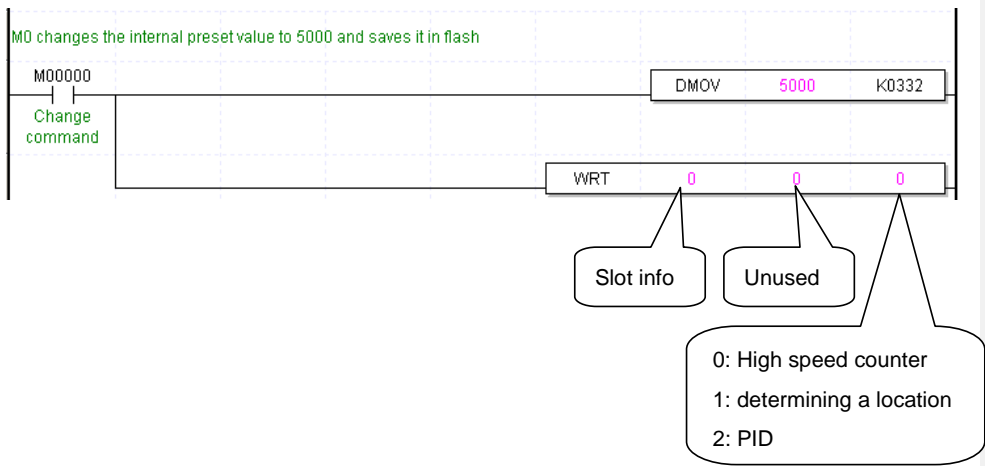 M0 changes the internal preset value to 5000 and saves it in flash
M00000
DMOV 5000 K0332
Change
command
WRT 0 0 0
Slot info
Unused
0: High speed counter
1: determining a location
2: PID